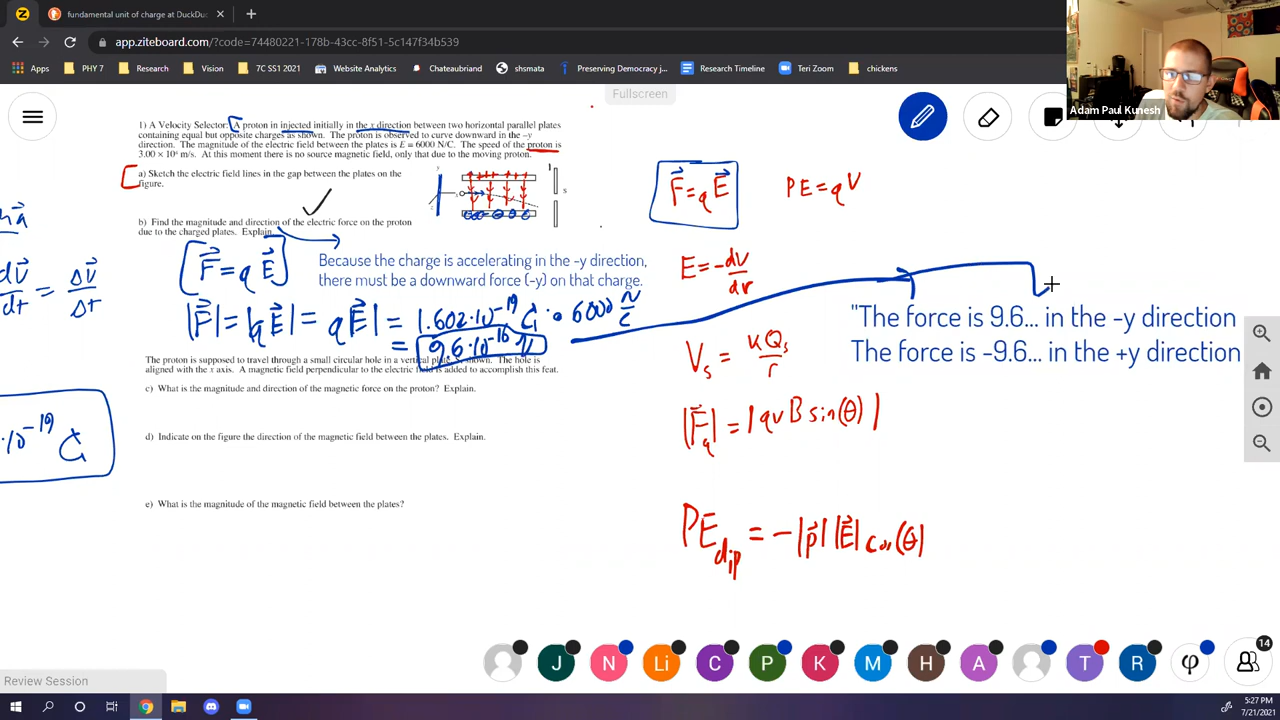 fundamental unit of charge at DuckDu
app.ziteboard.com/?code=74480221-178b-43cc-8f51-5c147f34b539
Apps PHY 7 Research Vision 7C SS1 2021 Website Analytics Chateaubriand shsmata Preserving Democracy... Research Timeline Teri Zoom chickens
Fullscreen
Adam Paul Kunesh
1) A Velocity Selector: A proton in injected initially in the x direction between two horizontal parallel plates
containing equal but opposite charges as shown. The proton is observed to curve downward in the –y
direction. The magnitude of the electric field between the plates is E = 6000 N/C. The speed of the proton is
m/s. At this moment there is no source magnetic field, only that due to the moving proton.
a) Sketch the electric field lines in the gap between the plates on the
figure.
b) Find the magnitude and direction of the electric force on the proton
due to the charged plates. Explain.
F = q E
Because the charge is accelerating in the -y direction,
there must be a downward force (-y) on that charge.
|F| = |qE| = q|E| = 1.602·10^-19 C · 6000 N/C
= 9.6·10^-16 N
dv/dt = Δv/Δt
·10^-19 C
The proton is supposed to travel through a small circular hole in a vertical plate, S, shown. The hole is
aligned with the x axis. A magnetic field perpendicular to the electric field is added to accomplish this feat.
c) What is the magnitude and direction of the magnetic force on the proton? Explain.
d) Indicate on the figure the direction of the magnetic field between the plates. Explain.
e) What is the magnitude of the magnetic field between the plates?
F = q E
PE = qV
E = -dV/dr
V_s = kQ_s/r
|F_q| = |qvB sin(θ)|
PE_dip = -|p||E|cos(θ)
"The force is 9.6... in the -y direction
The force is -9.6... in the +y direction
J N Li C P K M H A T R φ 14
Review Session
5:27 PM
7/21/2021